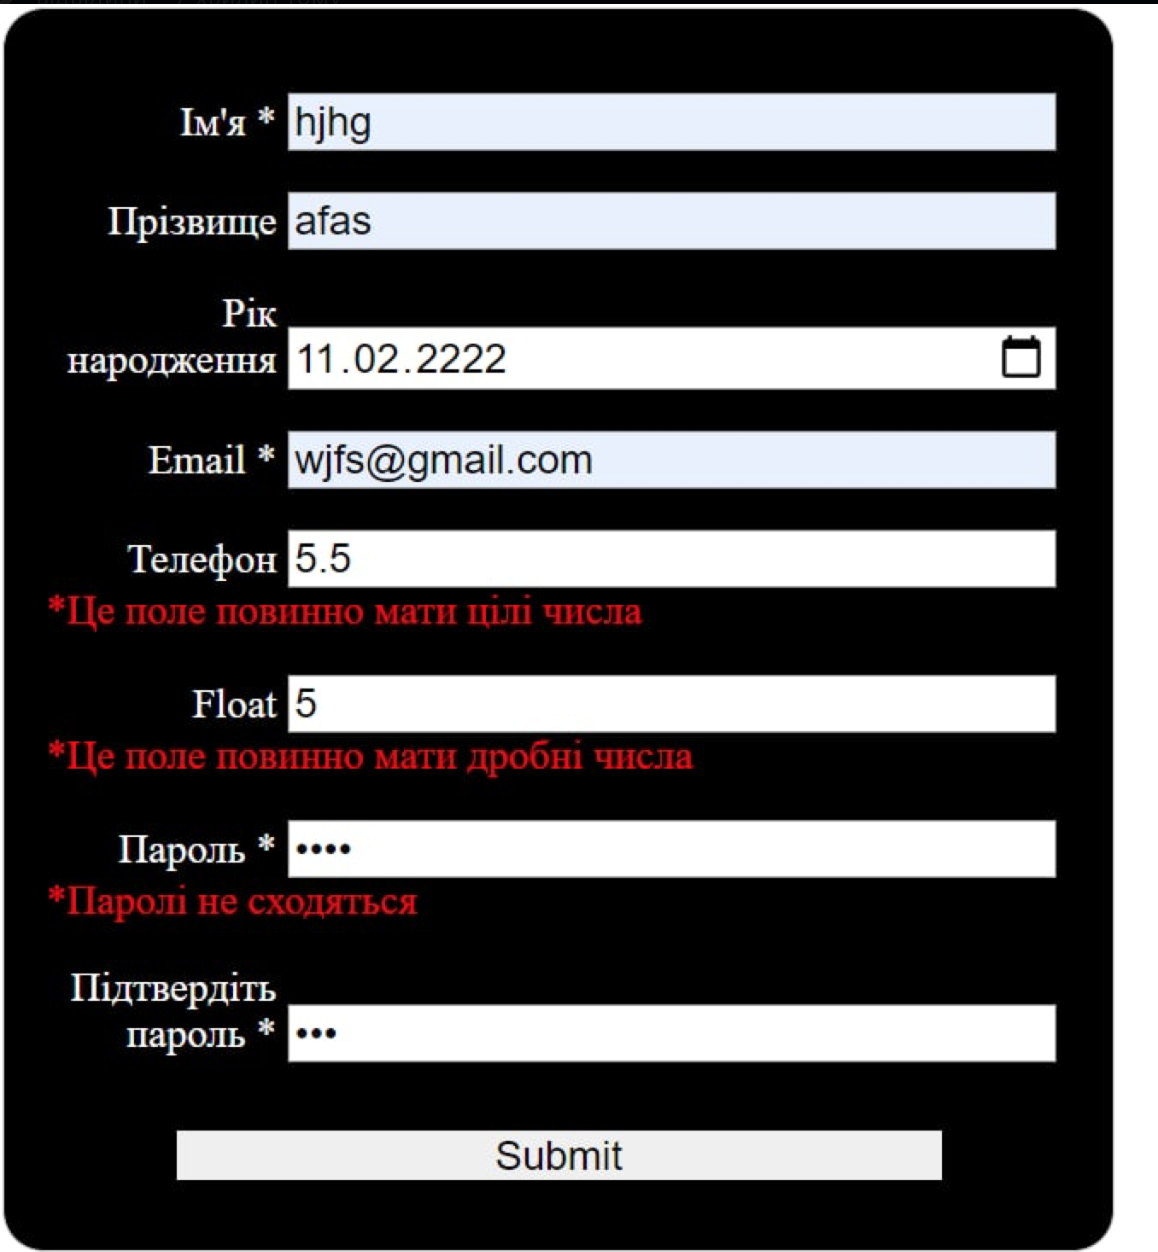 Ім'я * hjhg
Прізвище afas
Рік
народження 11.02.2222
Email * wjfs@gmail.com
Телефон 5.5
*Це поле повинно мати цілі числа
Float 5
*Це поле повинно мати дробні числа
Пароль * ••••
*Паролі не сходяться
Підтвердіть
пароль * •••
Submit